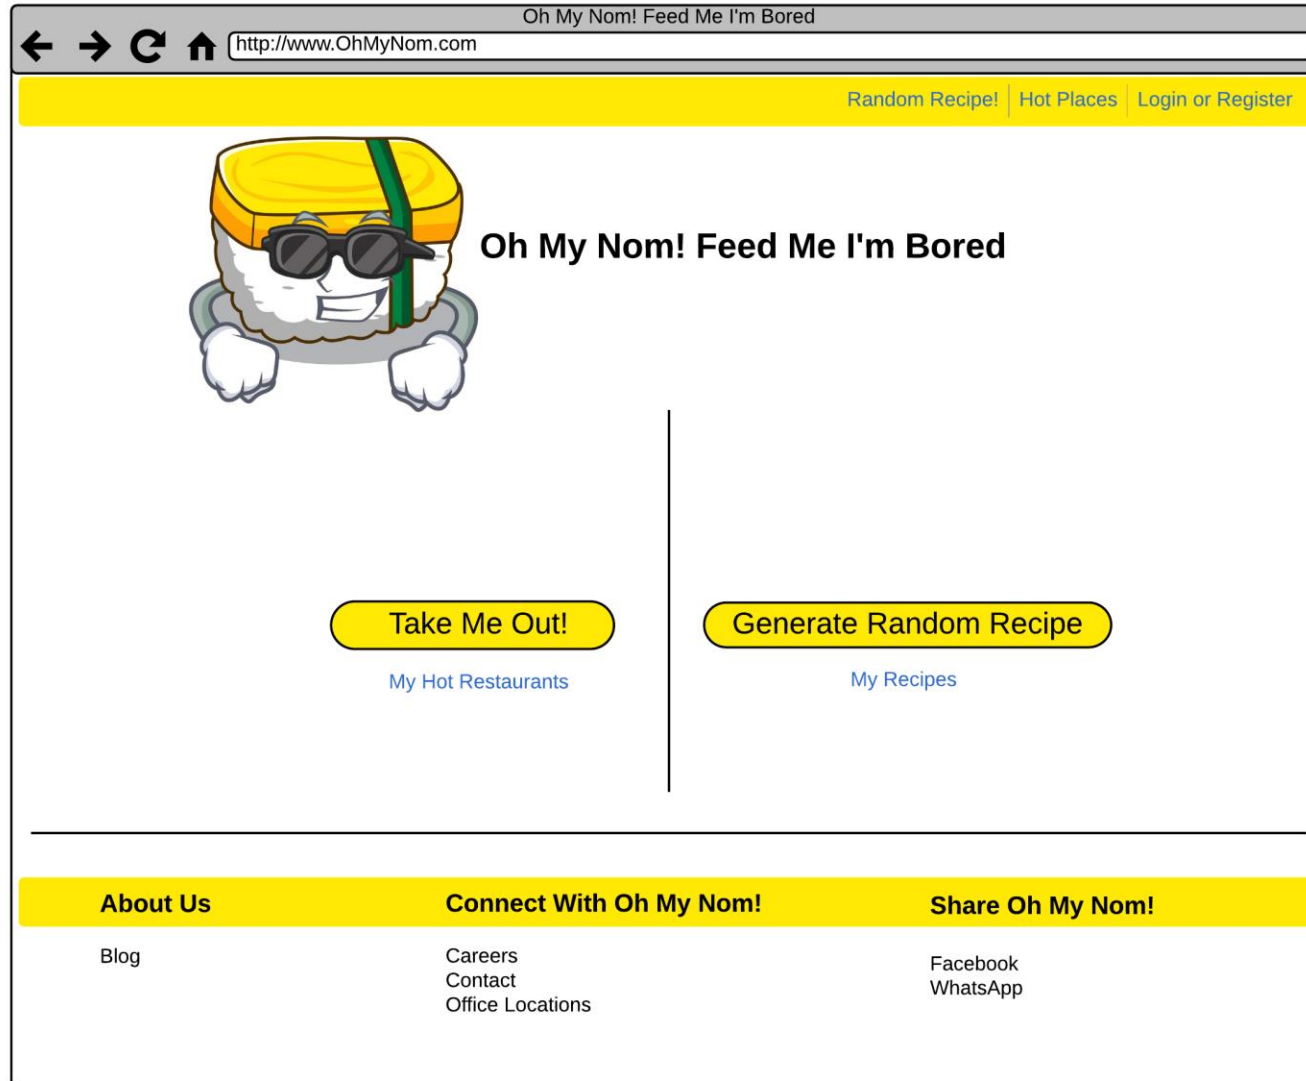 Oh My Nom! Feed Me I'm Bored
http://www.OhMyNom.com
Random Recipe! Hot Places Login or Register
Oh My Nom! Feed Me I'm Bored
Take Me Out!
Generate Random Recipe
My Hot Restaurants
My Recipes
About Us
Blog
Connect With Oh My Nom!
Careers
Contact
Office Locations
Share Oh My Nom!
Facebook
WhatsApp